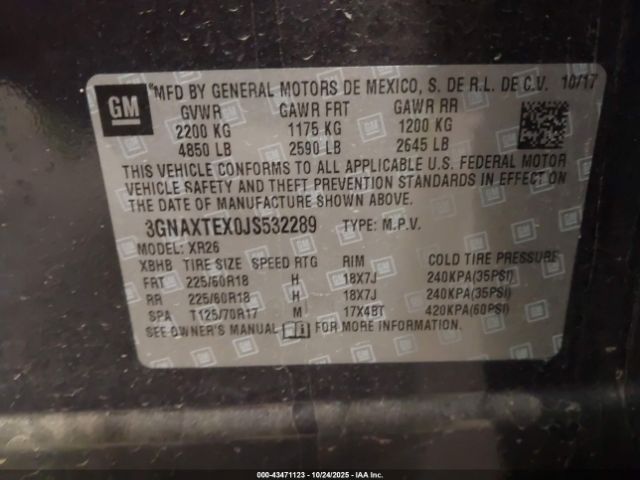 GM
MFD BY GENERAL MOTORS DE MEXICO, S. DE R.L. DE C.V. 10/17
GVWR GAWR FRT GAWR RR
2200 KG 1175 KG 1200 KG
4850 LB 2590 LB 2645 LB
THIS VEHICLE CONFORMS TO ALL APPLICABLE U.S. FEDERAL MOTOR
VEHICLE SAFETY AND THEFT PREVENTION STANDARDS IN EFFECT ON
THE DATE OF MANUFACTURE SHOWN ABOVE.
3GNAXTEX0JS532289 TYPE: M.P.V.
MODEL: XR26
XBHB TIRE SIZE SPEED RTG RIM COLD TIRE PRESSURE
FRT 225/60R18 H 18X7J 240KPA(35PSI)
RR 225/60R18 H 18X7J 240KPA(35PSI)
SPA T125/70R17 M 17X4BT 420KPA(60PSI)
SEE OWNER'S MANUAL FOR MORE INFORMATION.
000-43471123 - 10/24/2025 - IAA Inc.